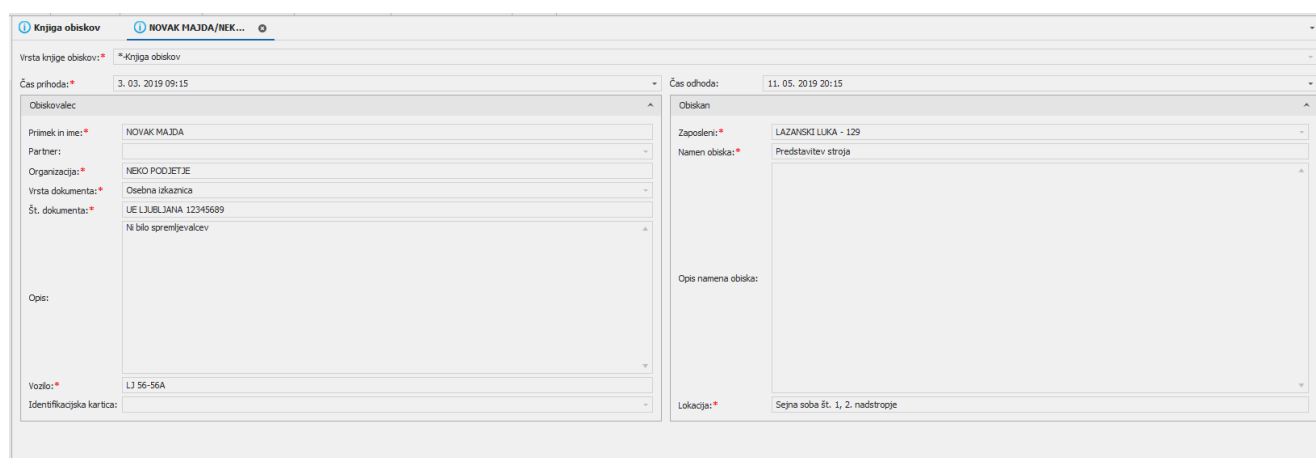 Knjiga obiskov
NOVAK MAJDA/NEK...
Vrsta knjige obiskov:* *-Knjiga obiskov
Čas prihoda:* 3. 03. 2019 09:15
Čas odhoda: 11. 05. 2019 20:15
Obiskovalec
Priimek in ime:* NOVAK MAJDA
Partner:
Organizacija:* NEKO PODJETJE
Vrsta dokumenta:* Osebna izkaznica
Št. dokumenta:* UE LJUBLJANA 12345689
Opis: Ni bilo spremljevalcev
Vozilo:* LJ 56-56A
Identifikacijska kartica:
Obiskan
Zaposleni:* LAZANSKI LUKA - 129
Namen obiska:* Predstavitev stroja
Opis namena obiska:
Lokacija:* Sejna soba št. 1, 2. nadstropje